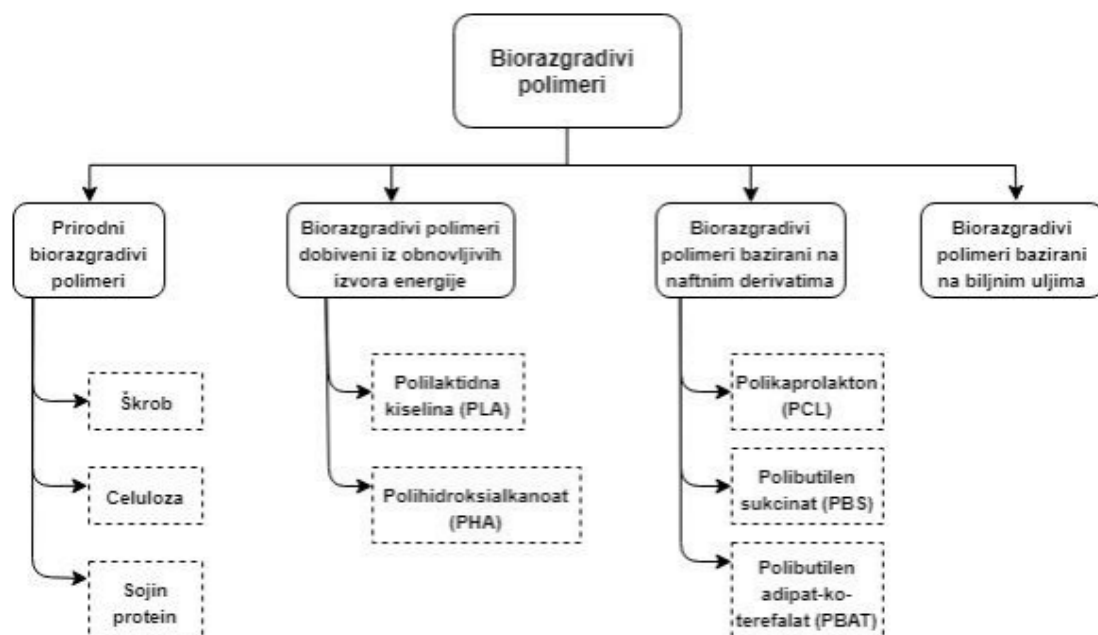 Biorazgradivi
polimeri
Prirodni
biorazgradivi
polimeri
Biorazgradivi polimeri
dobiveni iz obnovljivih
izvora energije
Biorazgradivi
polimeri bazirani na
naftnim derivatima
Biorazgradivi
polimeri bazirani
na biljnim uljima
Škrob
Celuloza
Sojin
protein
Polilaktidna
kiselina (PLA)
Polihidroksialkanoat
(PHA)
Polikaprolakton
(PCL)
Polibutilen
sukcinat (PBS)
Polibutilen
adipat-ko-
terefalat (PBAT)